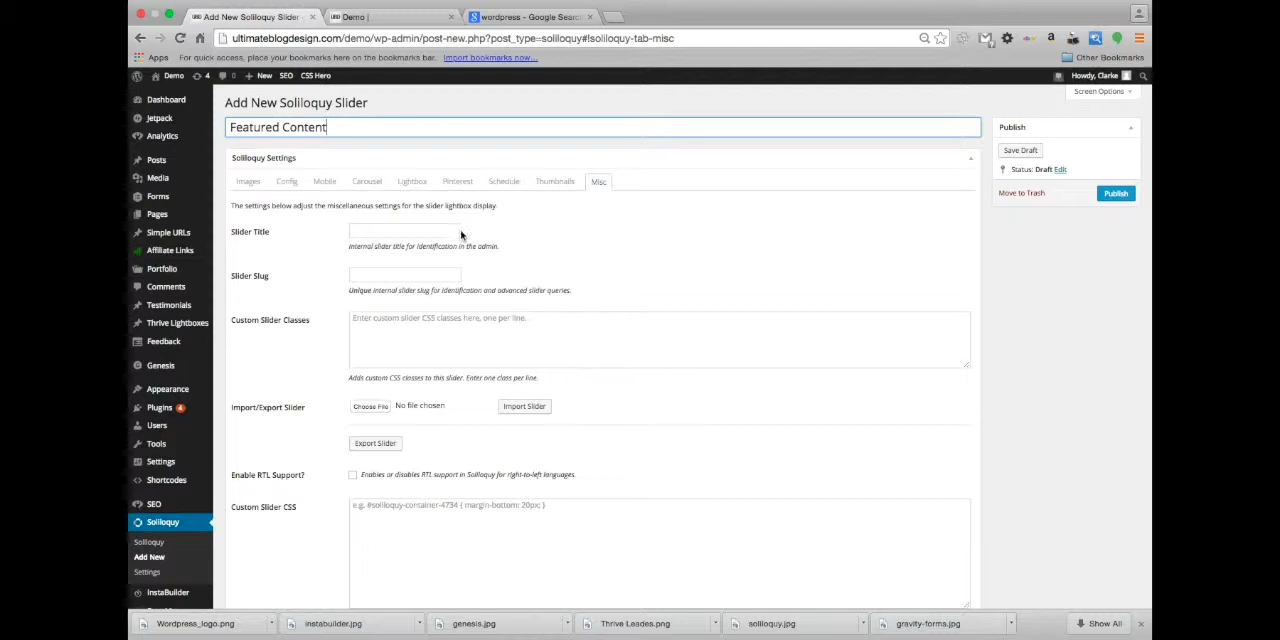 Add New Soliloquy Slider
Demo |
wordpress - Google Search
ultimateblogdesign.com/demo/wp-admin/post-new.php?post_type=soliloquy#!soliloquy-tab-misc
Apps
For quick access, place your bookmarks here on the bookmarks bar. Import bookmarks now...
Other Bookmarks
Demo
4
0
New
SEO
CSS Hero
Howdy, Clarke
Screen Options
Dashboard
Jetpack
Analytics
Posts
Media
Forms
Pages
Simple URLs
Affiliate Links
Portfolio
Comments
Testimonials
Thrive Lightboxes
Feedback
Genesis
Appearance
Plugins 4
Users
Tools
Settings
Shortcodes
SEO
Soliloquy
Soliloquy
Add New
Settings
InstaBuilder
Add New Soliloquy Slider
Featured Content
Soliloquy Settings
Images Config Mobile Carousel Lightbox Pinterest Schedule Thumbnails Misc
The settings below adjust the miscellaneous settings for the slider lightbox display.
Slider Title
Internal slider title for identification in the admin.
Slider Slug
Unique internal slider slug for identification and advanced slider queries.
Custom Slider Classes
Enter custom slider CSS classes here, one per line.
Adds custom CSS classes to this slider. Enter one class per line.
Import/Export Slider
Choose File No file chosen
Import Slider
Export Slider
Enable RTL Support?
Enables or disables RTL support in Soliloquy for right-to-left languages.
Custom Slider CSS
e.g. #soliloquy-container-4734 { margin-bottom: 20px; }
Publish
Save Draft
Status: Draft Edit
Move to Trash
Publish
Wordpress_logo.png
instabuilder.jpg
genesis.jpg
Thrive Leades.png
soliloquy.jpg
gravity-forms.jpg
Show All